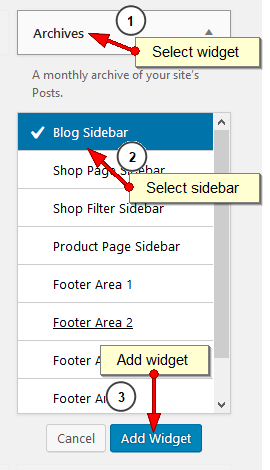 1
Archives
Select widget
A monthly archive of your site's
Posts.
Blog Sidebar
2
Shop Page Sidebar
Select sidebar
Shop Filter Sidebar
Product Page Sidebar
Footer Area 1
Footer Area 2
Add widget
Footer A
3
Footer Ar
Cancel
Add Widget